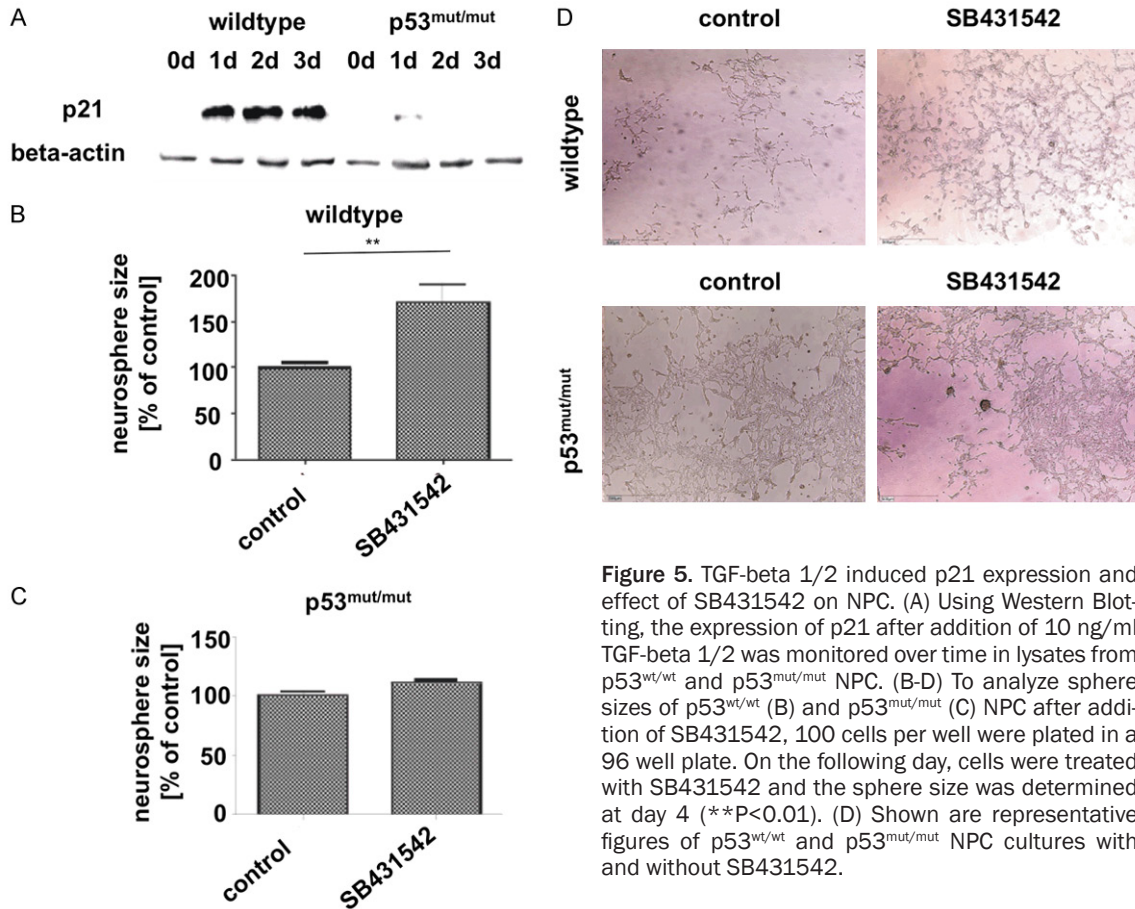 A
wildtype p53mut/mut
0d 1d 2d 3d 0d 1d 2d 3d
p21
beta-actin
B
wildtype
**
neurosphere size
[% of control]
200
150
100
50
0
control
SB431542
C
p53mut/mut
neurosphere size
[% of control]
150
100
50
0
control
SB431542
D
control SB431542
wildtype
control SB431542
p53mut/mut
Figure 5. TGF-beta 1/2 induced p21 expression and
effect of SB431542 on NPC. (A) Using Western Blot-
ting, the expression of p21 after addition of 10 ng/ml
TGF-beta 1/2 was monitored over time in lysates from
p53wt/wt and p53mut/mut NPC. (B-D) To analyze sphere
sizes of p53wt/wt (B) and p53mut/mut (C) NPC after addi-
tion of SB431542, 100 cells per well were plated in a
96 well plate. On the following day, cells were treated
with SB431542 and the sphere size was determined
at day 4 (**P<0.01). (D) Shown are representative
figures of p53wt/wt and p53mut/mut NPC cultures with
and without SB431542.